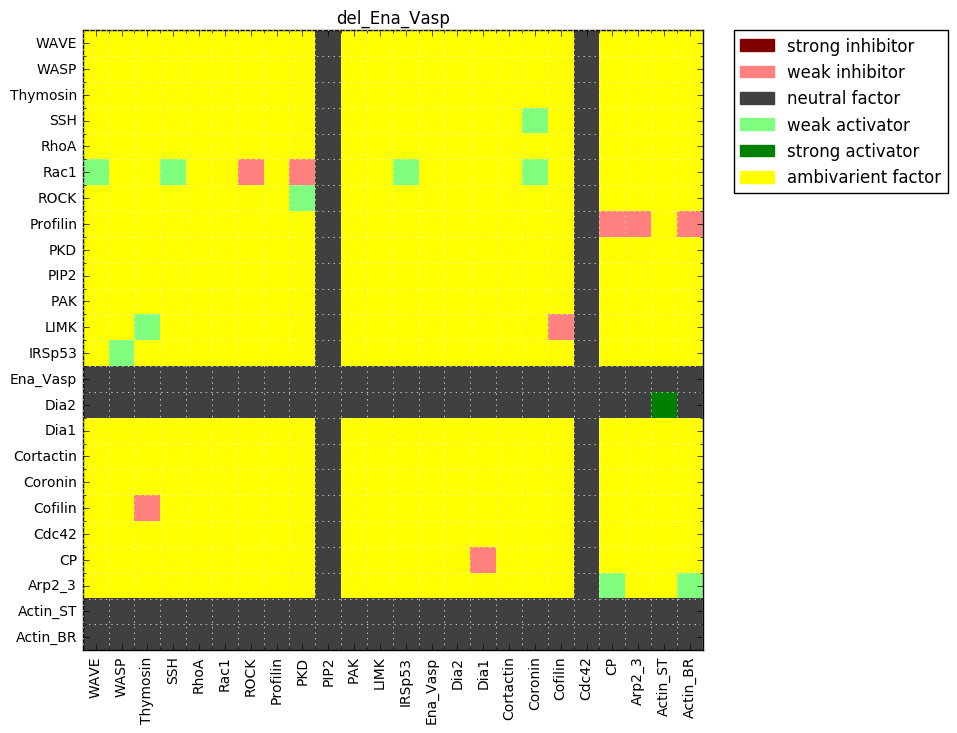 del_Ena_Vasp
WAVE
WASP
Thymosin
SSH
RhoA
Rac1
ROCK
Profilin
PKD
PIP2
PAK
LIMK
IRSp53
Ena_Vasp
Dia2
Dia1
Cortactin
Coronin
Cofilin
Cdc42
CP
Arp2_3
Actin_ST
Actin_BR
WAVE
WASP
Thymosin
SSH
RhoA
Rac1
ROCK
Profilin
PKD
PIP2
PAK
LIMK
IRSp53
Ena_Vasp
Dia2
Dia1
Cortactin
Coronin
Cofilin
Cdc42
CP
Arp2_3
Actin_ST
Actin_BR
strong inhibitor
weak inhibitor
neutral factor
weak activator
strong activator
ambivarient factor